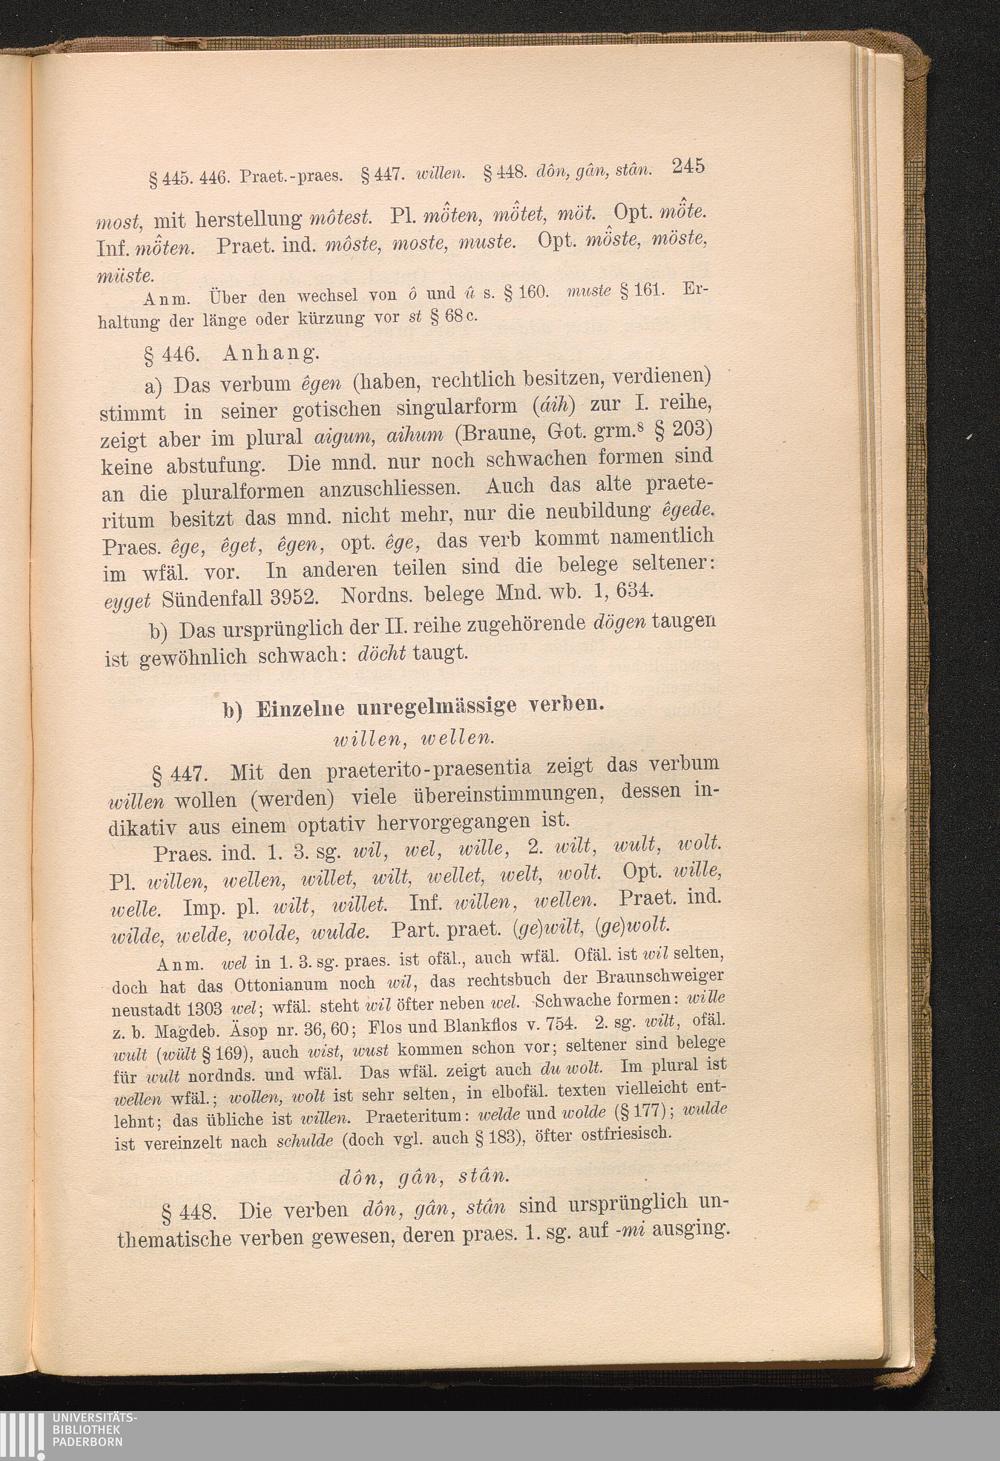 § 445. 446. Praet.-praes. § 447. willen. § 448. dôn, gân, stân. 245
most, mit herstellung môtest. Pl. mö̂ten, mö̂tet, möt. Opt. mö̂te.
Inf. mö̂ten. Praet. ind. môste, moste, muste. Opt. mö̂ste, möste,
müste.
Anm. Über den wechsel von ô und û s. § 160. muste § 161. Er-
haltung der länge oder kürzung vor st § 68c.
§ 446. Anhang.
a) Das verbum êgen (haben, rechtlich besitzen, verdienen)
stimmt in seiner gotischen singularform (áih) zur I. reihe,
zeigt aber im plural aigum, aihum (Braune, Got. grm.⁸ § 203)
keine abstufung. Die mnd. nur noch schwachen formen sind
an die pluralformen anzuschliessen. Auch das alte praete-
ritum besitzt das mnd. nicht mehr, nur die neubildung êgede.
Praes. êge, êget, êgen, opt. êge, das verb kommt namentlich
im wfäl. vor. In anderen teilen sind die belege seltener:
eyget Sündenfall 3952. Nordns. belege Mnd. wb. 1, 634.
b) Das ursprünglich der II. reihe zugehörende dögen taugen
ist gewöhnlich schwach: döcht taugt.
b) Einzelne unregelmässige verben.
willen, wellen.
§ 447. Mit den praeterito-praesentia zeigt das verbum
willen wollen (werden) viele übereinstimmungen, dessen in-
dikativ aus einem optativ hervorgegangen ist.
Praes. ind. 1. 3. sg. wil, wel, wille, 2. wilt, wult, wolt.
Pl. willen, wellen, willet, wilt, wellet, welt, wolt. Opt. wille,
welle. Imp. pl. wilt, willet. Inf. willen, wellen. Praet. ind.
wilde, welde, wolde, wulde. Part. praet. (ge)wilt, (ge)wolt.
Anm. wel in 1. 3. sg. praes. ist ofäl., auch wfäl. Ofäl. ist wil selten,
doch hat das Ottonianum noch wil, das rechtsbuch der Braunschweiger
neustadt 1303 wel; wfäl. steht wil öfter neben wel. Schwache formen: wille
z. b. Magdeb. Äsop nr. 36, 60; Flos und Blankflos v. 754. 2. sg. wilt, ofäl.
wult (wült § 169), auch wist, wust kommen schon vor; seltener sind belege
für wult nordnds. und wfäl. Das wfäl. zeigt auch du wolt. Im plural ist
wellen wfäl.; wollen, wolt ist sehr selten, in elbofäl. texten vielleicht ent-
lehnt; das übliche ist willen. Praeteritum: welde und wolde (§ 177); wulde
ist vereinzelt nach schulde (doch vgl. auch § 183), öfter ostfriesisch.
dôn, gân, stân.
§ 448. Die verben dôn, gân, stân sind ursprünglich un-
thematische verben gewesen, deren praes. 1. sg. auf -mi ausging.
UNIVERSITÄTS-
BIBLIOTHEK
PADERBORN